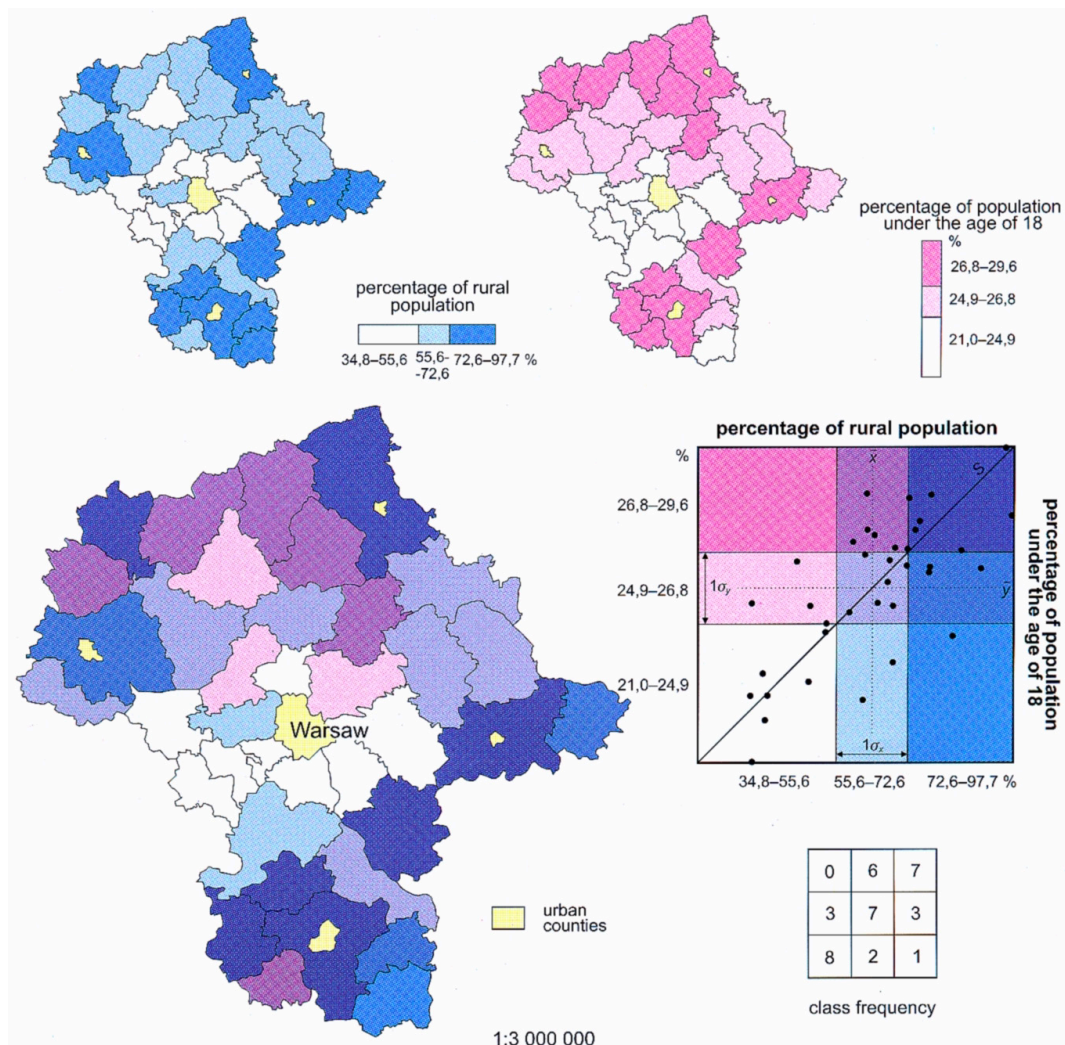 percentage of rural
population
34,8–55,6 55,6- 72,6–97,7 %
-72,6
percentage of population
under the age of 18
%
26,8–29,6
24,9–26,8
21,0–24,9
Warsaw
urban
counties
1:3 000 000
percentage of rural population
%
x̄
S
26,8–29,6
1σy
24,9–26,8
ȳ
21,0–24,9
1σx
34,8–55,6 55,6–72,6 72,6–97,7 %
percentage of population
under the age of 18
0 6 7
3 7 3
8 2 1
class frequency